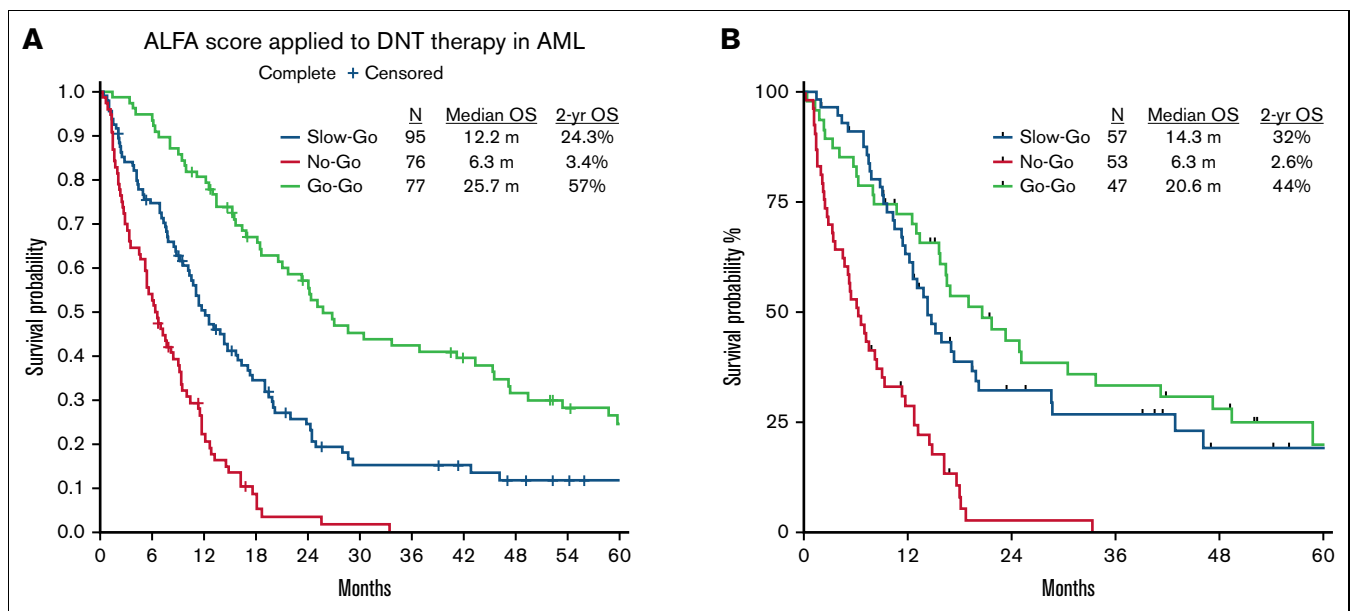 A
ALFA score applied to DNT therapy in AML
Complete + Censored
N Median OS 2-yr OS
Slow-Go 95 12.2 m 24.3%
No-Go 76 6.3 m 3.4%
Go-Go 77 25.7 m 57%
Survival probability
1.0
0.9
0.8
0.7
0.6
0.5
0.4
0.3
0.2
0.1
0.0
0 6 12 18 24 30 36 42 48 54 60
Months
B
N Median OS 2-yr OS
Slow-Go 57 14.3 m 32%
No-Go 53 6.3 m 2.6%
Go-Go 47 20.6 m 44%
Survival probability %
100
75
50
25
0
0 12 24 36 48 60
Months